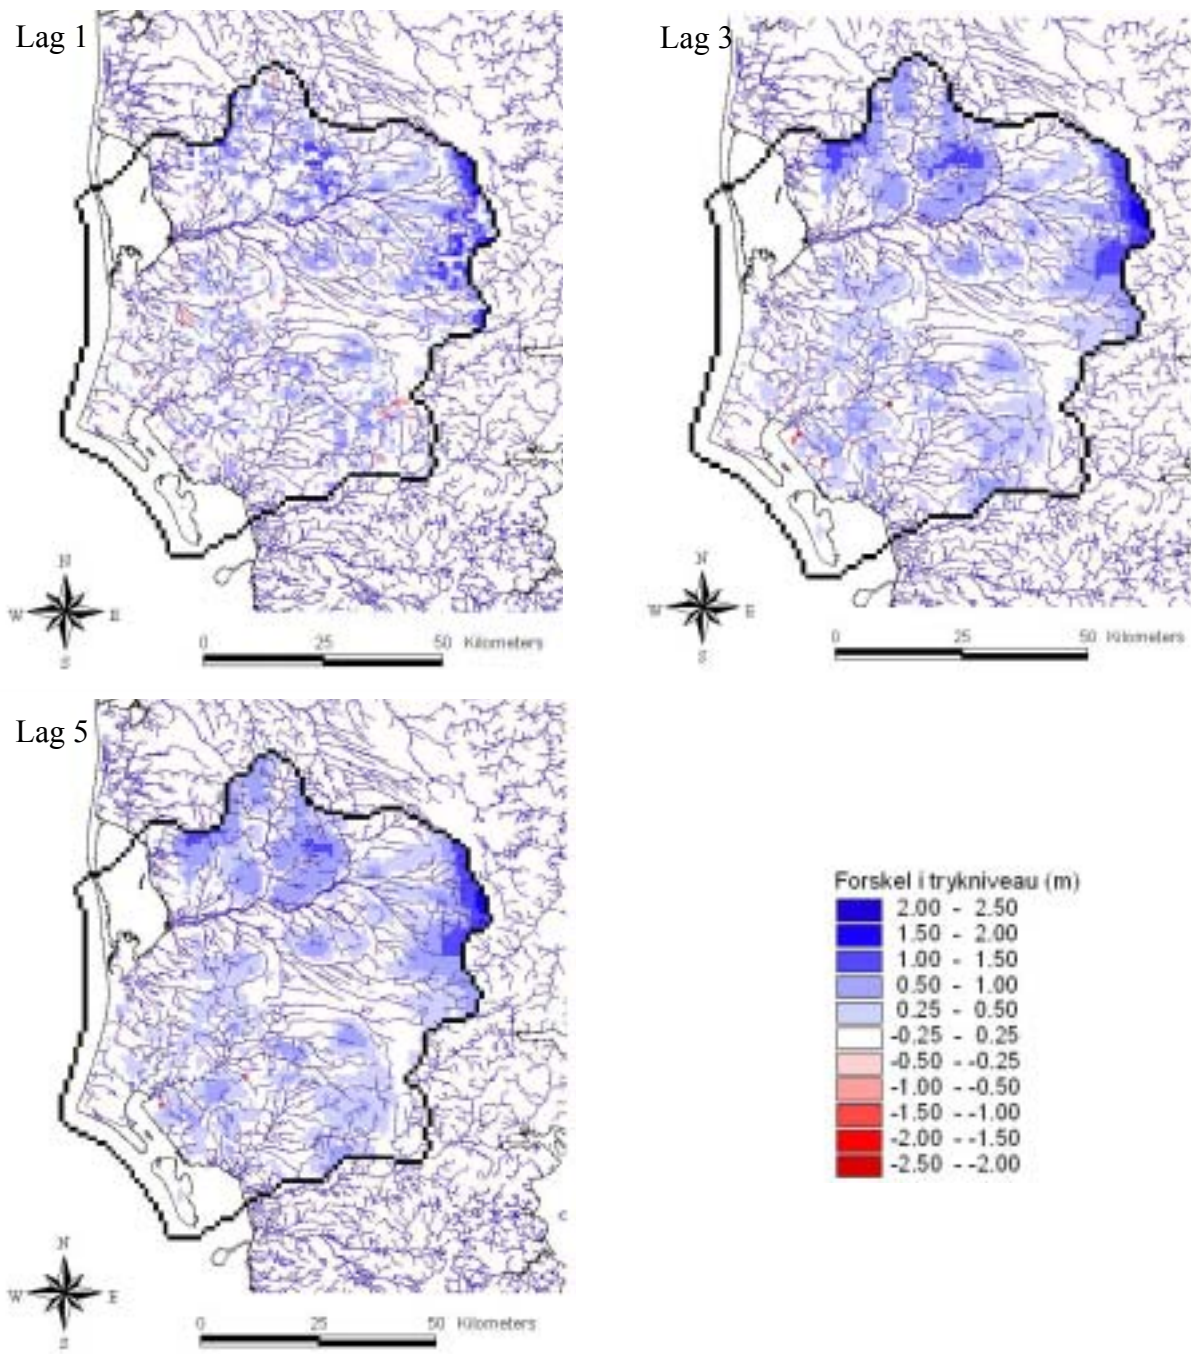 Lag 1
N
W E
S
0 25 50 Kilometers
Lag 3
N
W E
S
0 25 50 Kilometers
Lag 5
N
W E
S
0 25 50 Kilometers
Forskel i trykniveau (m)
2.00 - 2.50
1.50 - 2.00
1.00 - 1.50
0.50 - 1.00
0.25 - 0.50
-0.25 - 0.25
-0.50 - -0.25
-1.00 - -0.50
-1.50 - -1.00
-2.00 - -1.50
-2.50 - -2.00